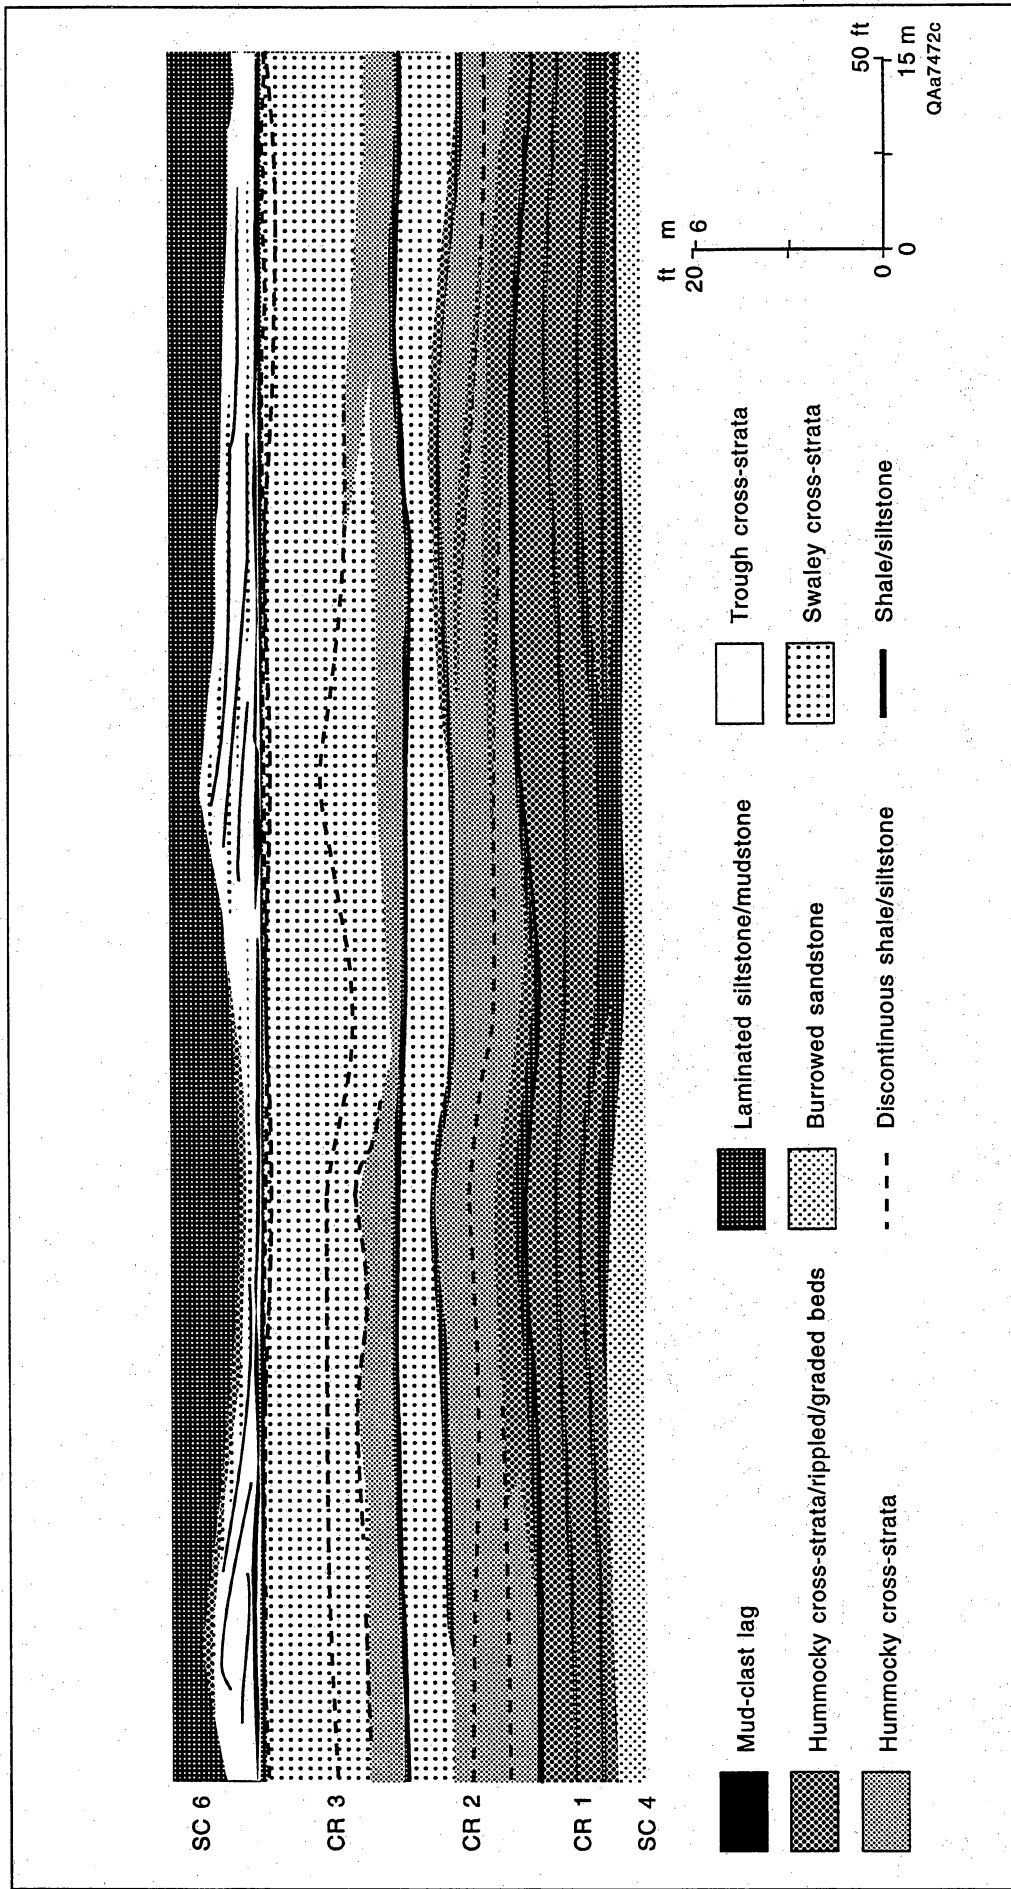 SC 6
CR 3
CR 2
CR 1
SC 4
ft m
20 6
0
0
50 ft
15 m
QAa7472c
Mud-clast lag
Laminated siltstone/mudstone
Trough cross-strata
Hummocky cross-strata/rippled/graded beds
Burrowed sandstone
Swaley cross-strata
Hummocky cross-strata
Discontinuous shale/siltstone
Shale/siltstone